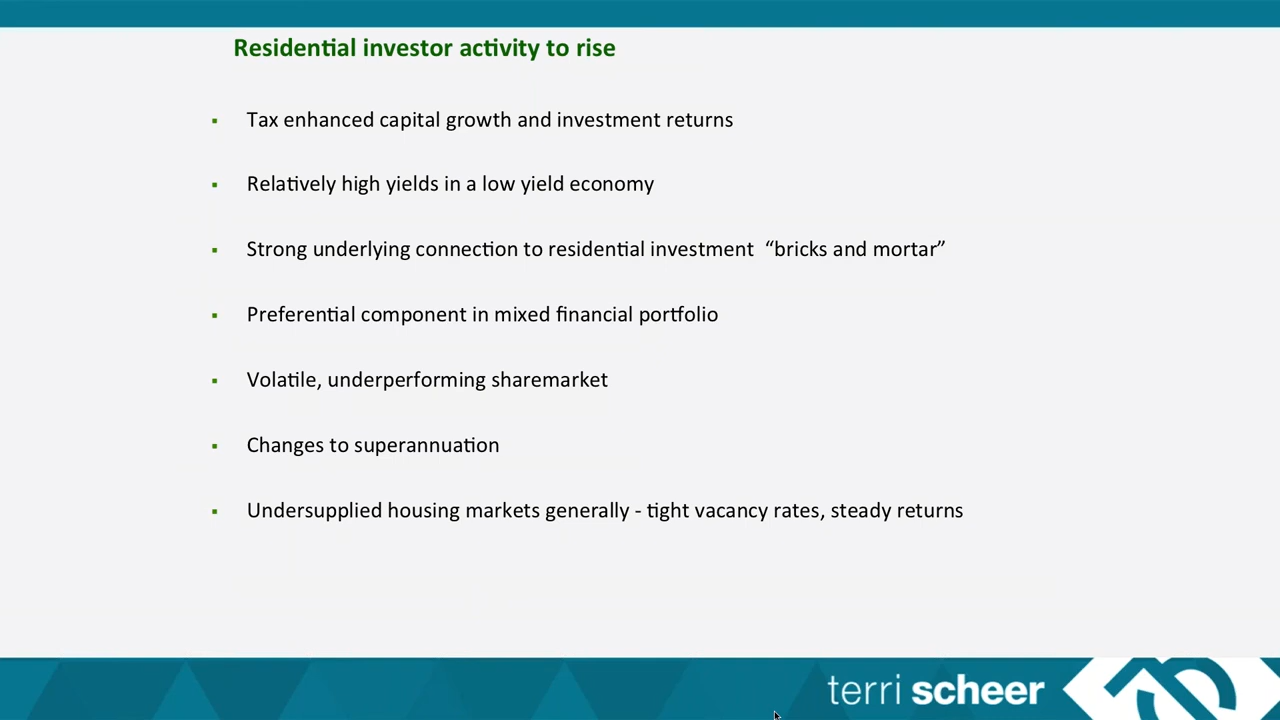 Residential investor activity to rise
▪ Tax enhanced capital growth and investment returns
▪ Relatively high yields in a low yield economy
▪ Strong underlying connection to residential investment “bricks and mortar”
▪ Preferential component in mixed financial portfolio
▪ Volatile, underperforming sharemarket
▪ Changes to superannuation
▪ Undersupplied housing markets generally - tight vacancy rates, steady returns
terri scheer